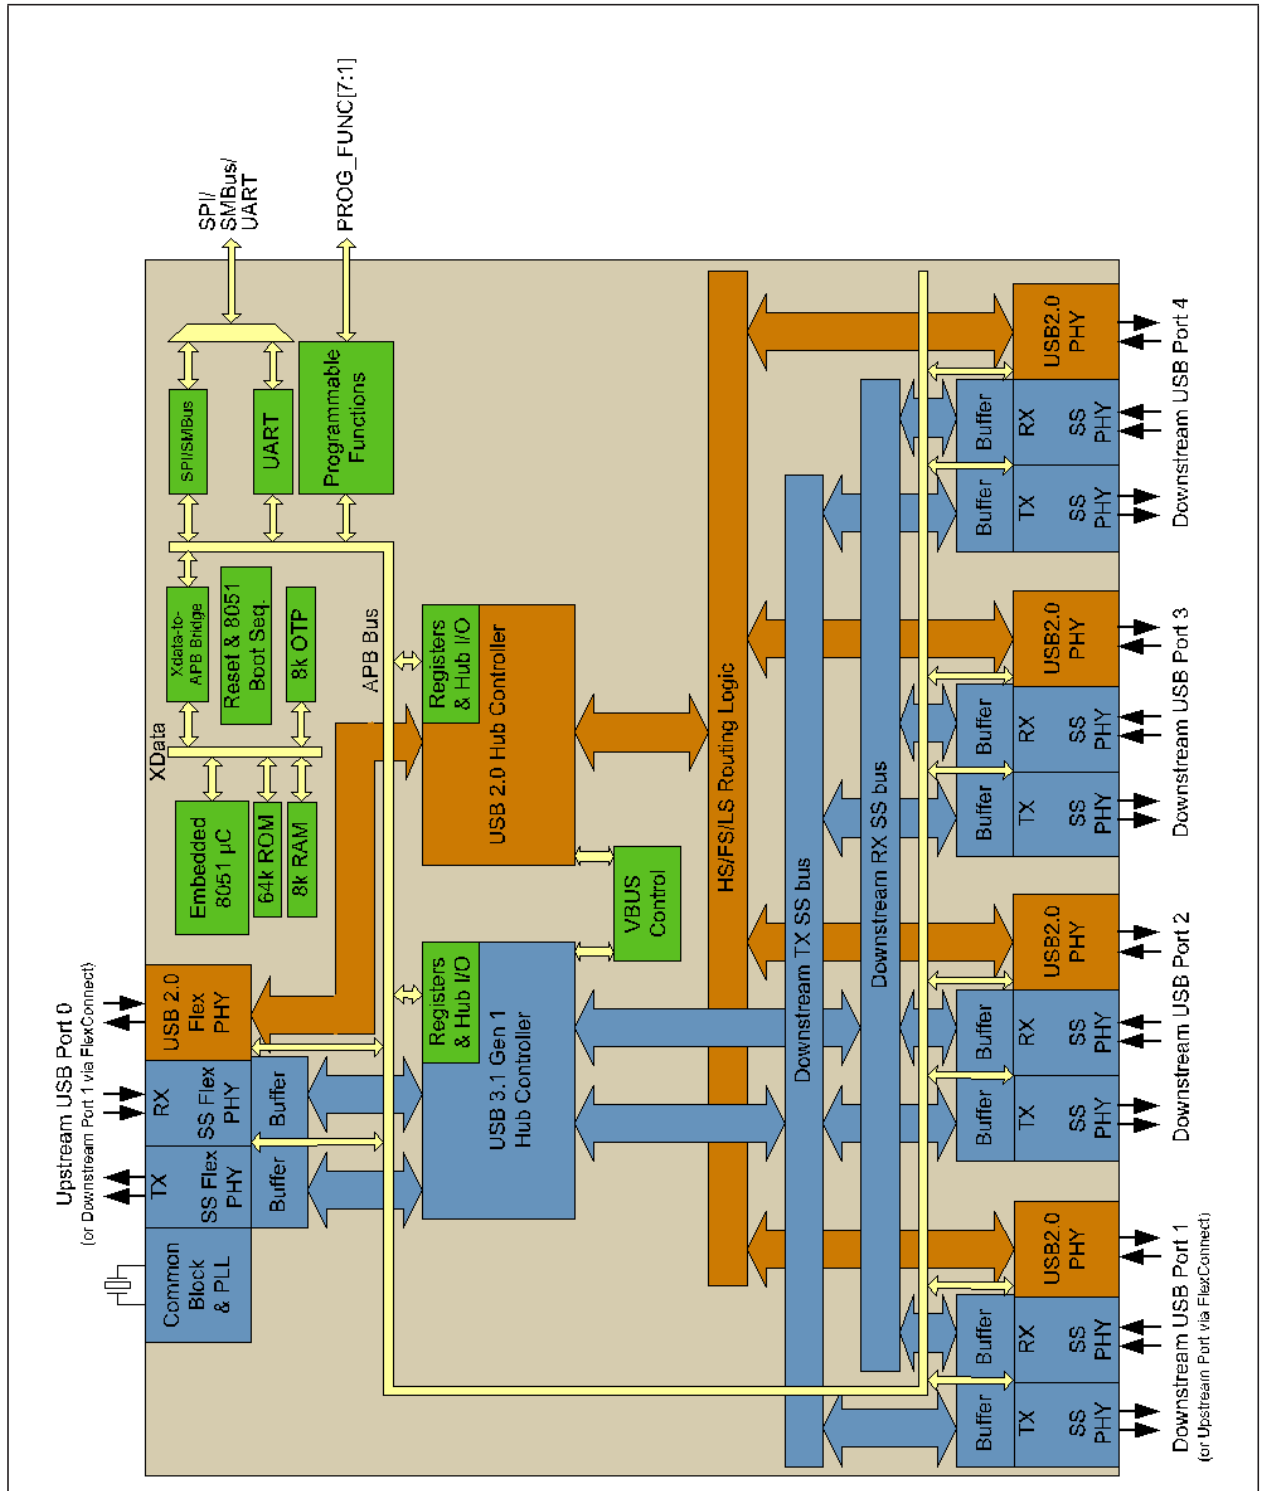 Upstream USB Port 0
(or Downstream Port 1 via FlexConnect)
Common
Block
& PLL
TX
SS Flex
PHY
Buffer
RX
SS Flex
PHY
Buffer
USB 2.0
Flex
PHY
Embedded
8051 µC
64k ROM
8k RAM
XData
Xdata-to-
APB Bridge
Reset & 8051
Boot Seq.
8k OTP
SPI/SMBus
UART
Programmable
Functions
SPI/
SMBus/
UART
PROG_FUNC[7:1]
APB Bus
Registers
& Hub I/O
USB 3.1 Gen 1
Hub Controller
Registers
& Hub I/O
USB 2.0 Hub Controller
VBUS
Control
HS/FS/LS Routing Logic
Downstream TX SS bus
Downstream RX SS bus
Buffer
TX
SS
PHY
Buffer
RX
SS
PHY
USB2.0
PHY
Downstream USB Port 1
(or Upstream Port via FlexConnect)
Buffer
TX
SS
PHY
Buffer
RX
SS
PHY
USB2.0
PHY
Downstream USB Port 2
Buffer
TX
SS
PHY
Buffer
RX
SS
PHY
USB2.0
PHY
Downstream USB Port 3
Buffer
TX
SS
PHY
Buffer
RX
SS
PHY
USB2.0
PHY
Downstream USB Port 4